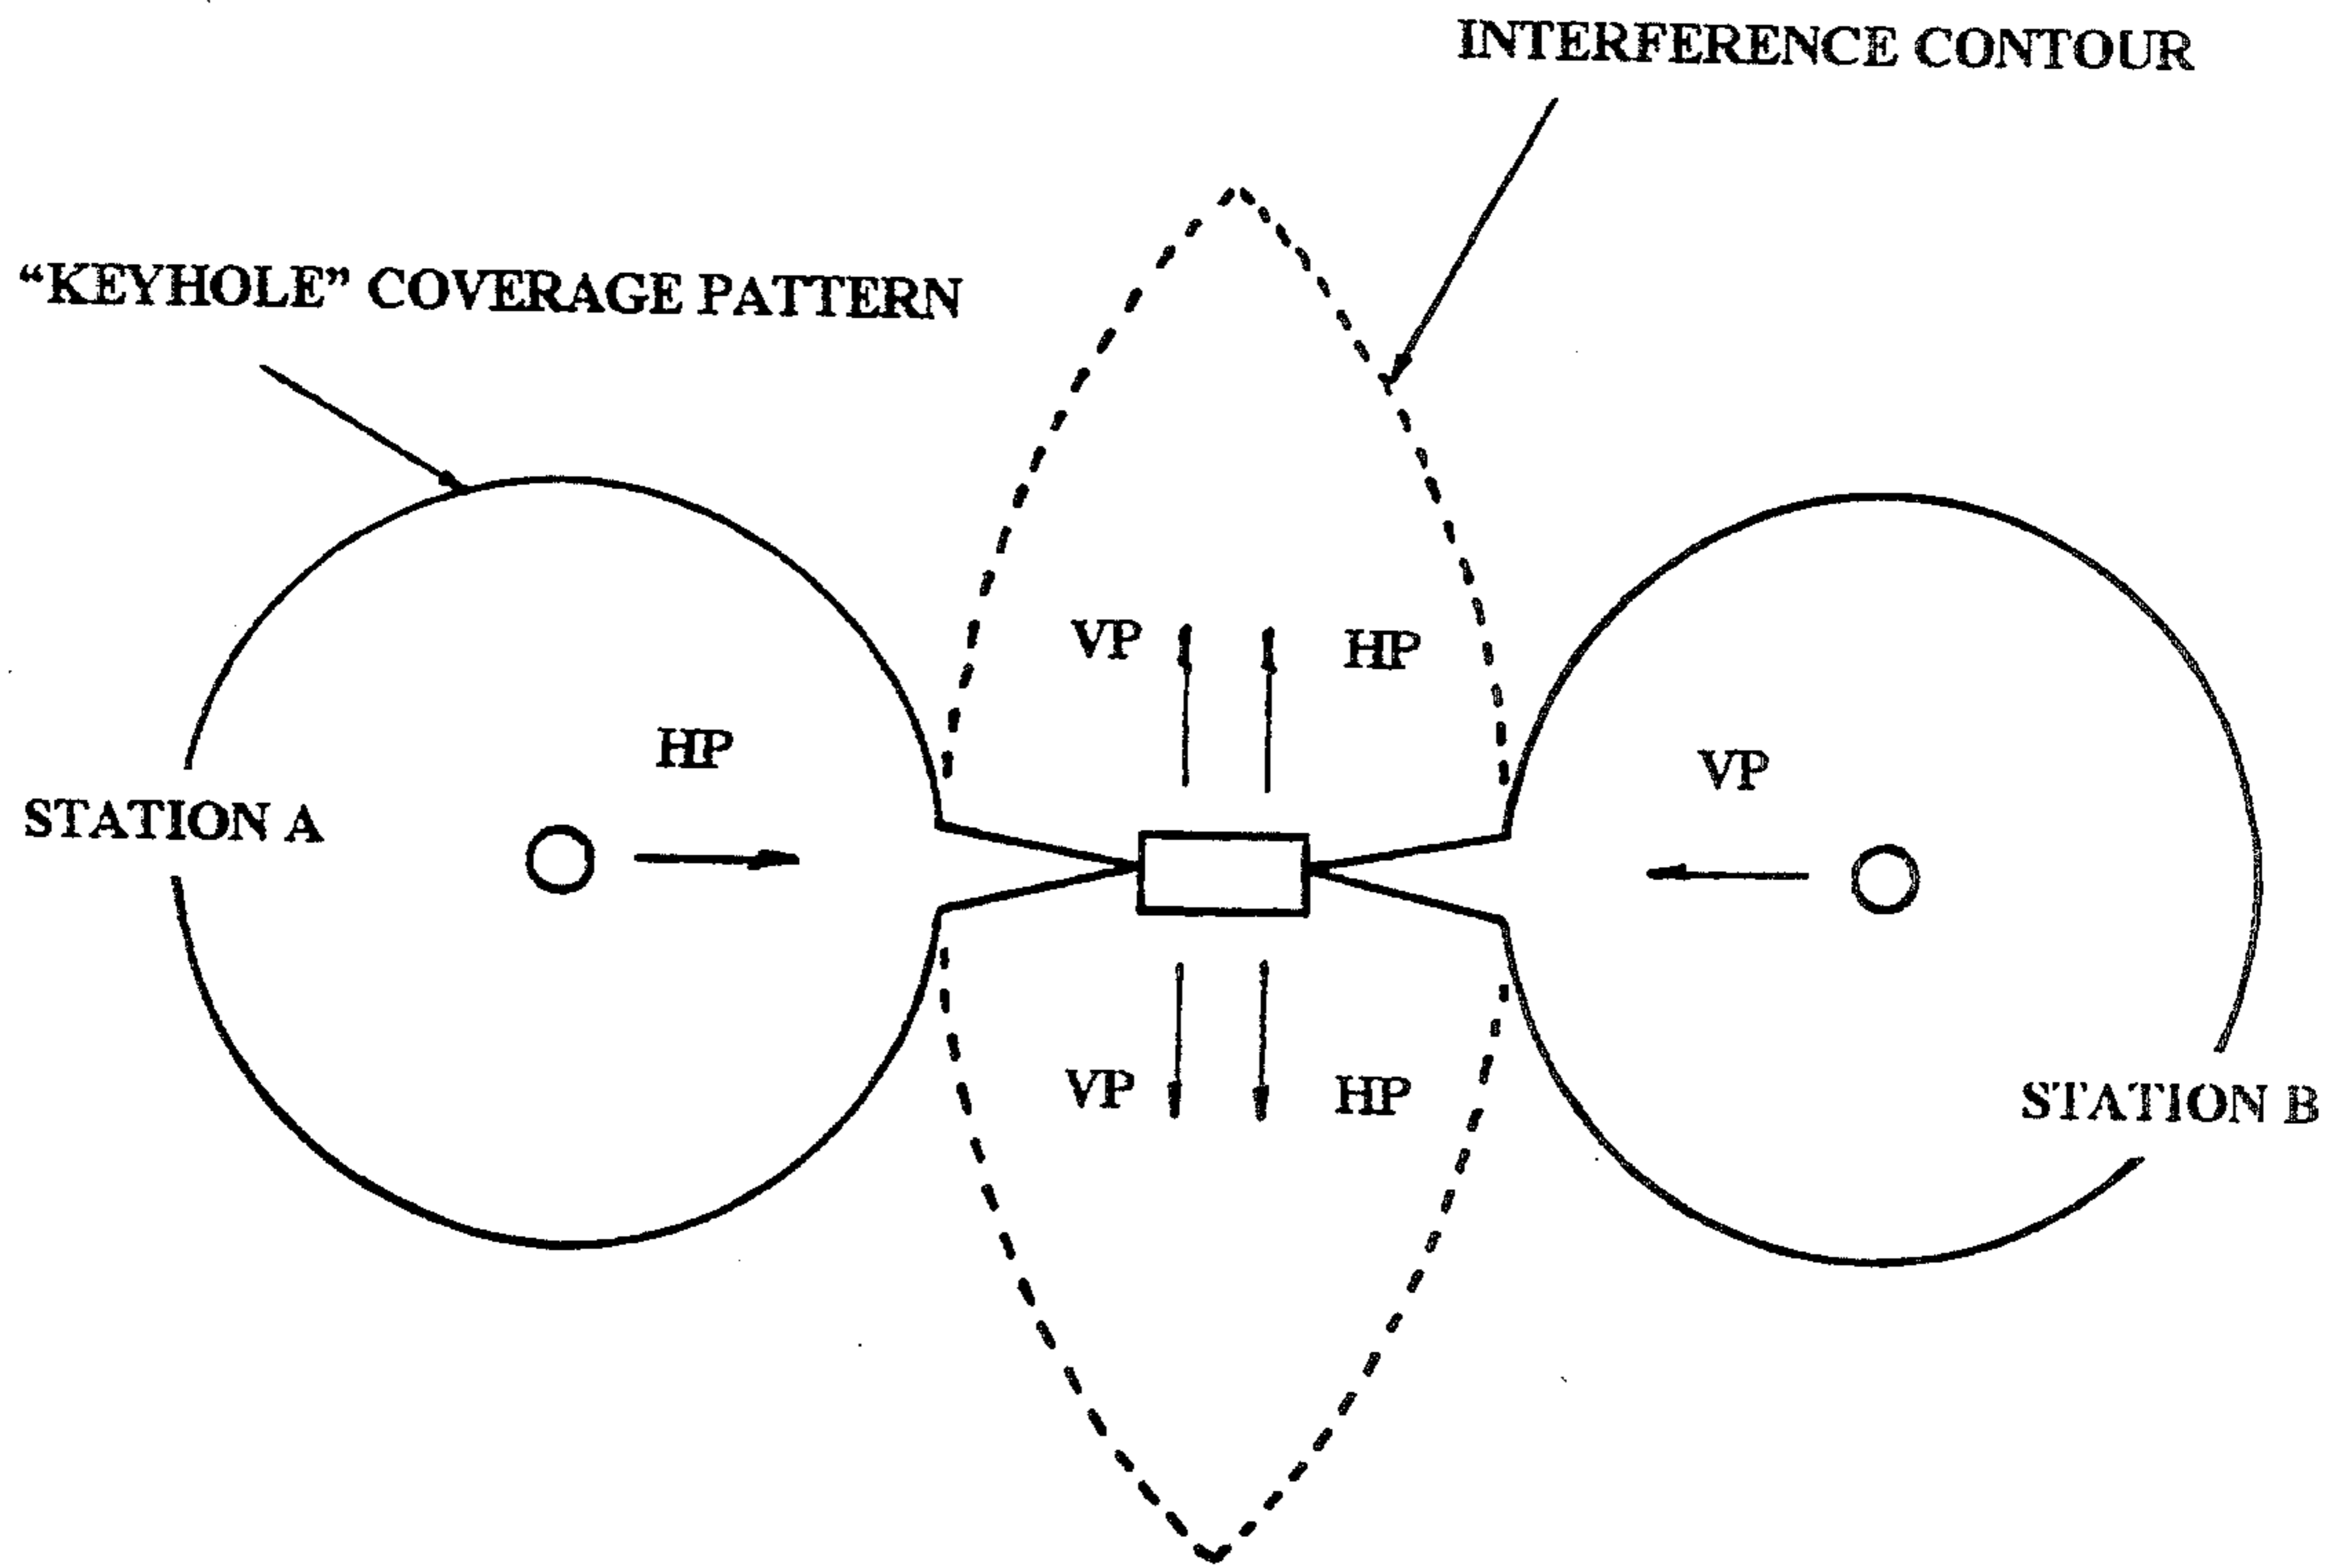 INTERFERENCE CONTOUR
“KEYHOLE” COVERAGE PATTERN
VP HP
HP
VP
STATION A
VP HP
STATION B